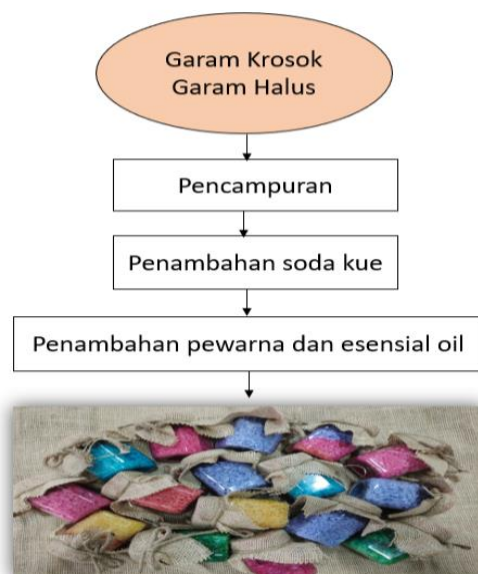 Garam Krosok
Garam Halus
Pencampuran
Penambahan soda kue
Penambahan pewarna dan esensial oil